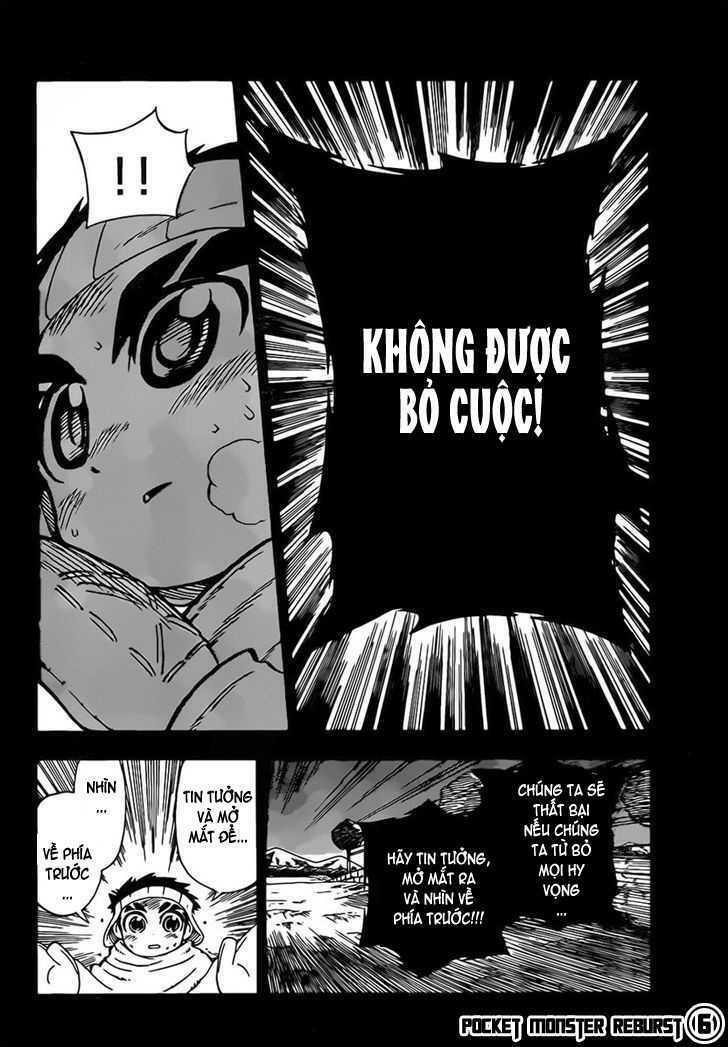 KHÔNG ĐƯỢC
BỎ CUỘC!
!!
CHÚNG TA SẼ
THẤT BẠI
NẾU CHÚNG
TA TỪ BỎ
MỌI HY
VỌNG
...
HÃY TIN TƯỞNG,
MỞ MẮT RA
VÀ NHÌN VỀ
PHÍA TRƯỚC!!!
TIN TƯỞNG
VÀ MỞ
MẮT ĐỂ...
NHÌN
...
VỀ PHÍA
TRƯỚC
...
POCKET MONSTER REBURST 6